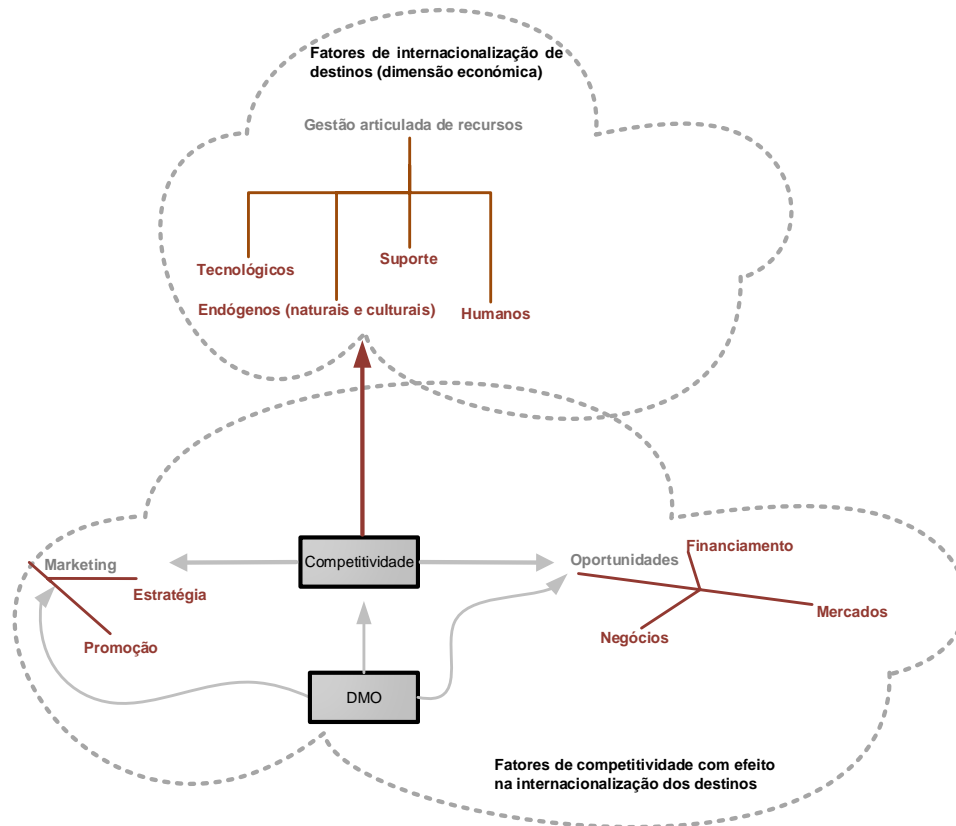 Fatores de internacionalização de
destinos (dimensão económica)
Gestão articulada de recursos
Suporte
Tecnológicos
Endógenos (naturais e culturais)
Humanos
Competitividade
Marketing
Estratégia
Promoção
Financiamento
Oportunidades
Mercados
Negócios
DMO
Fatores de competitividade com efeito
na internacionalização dos destinos